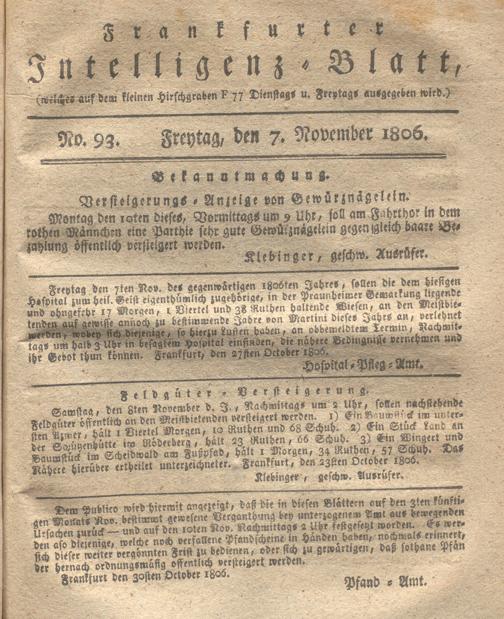 Frankfurter
Intelligenz-Blatt,
(welches auf dem kleinen Hirschgraben F 77 Dienstags u. Freytags ausgegeben wird.)
No. 93. Freytag, den 7. November 1806.
Bekanntmachung.
Versteigerungs-Anzeige von Gewürznägelein.
Montag den 10ten dieses, Vormittags um 9 Uhr, soll am Fahrthor in dem
rothen Männchen eine Parthie sehr gute Gewürznägelein gegen gleich baare Be-
zahlung öffentlich versteigert werden.
Klebinger, geschw. Ausrüfer.
Freytag den 7ten Nov. des gegenwärtigen 1806ten Jahres, sollen die dem hiesigen
Hospital zum heil. Geist eigenthümlich zugehörige, in der Praunheimer Gemarkung liegende
und ohngefehr 17 Morgen, 1 Viertel und 38 Ruthen haltende Wiesen, an den Meistbie-
tenden auf gewisse annoch zu bestimmende Jahre von Martini dieses Jahrs an, verlehnet
werden, wobey sich diejenige, so hierzu Lusten haben, an obbemeldtem Termin, Nachmit-
tags um halb 3 Uhr in besagtem Hospital einfinden, die nähere Bedingnisse vernehmen und
ihr Gebot thun können. Frankfurt, den 27sten October 1806.
Hospital-Pfleg-Amt.
Feldgüter-Versteigerung.
Samstag, den 8ten November d. J., Nachmittags um 2 Uhr, sollen nachstehende
Feldgüter öffentlich an den Meistbietenden versteigert werden. 1) Ein Baumstück im unter-
sten Atzmer, hält 1 Viertel Morgen, 10 Ruthen und 68 Schuh. 2) Ein Stück Land an
der Schützenhütte im Röderberg, hält 23 Ruthen, 66 Schuh. 3) Ein Wingert und
Baumstück im Scheidwald am Fußpfad, hält 1 Morgen, 34 Ruthen, 57 Schuh. Das
Nähere hierüber ertheilet unterzeichneter. Frankfurt, den 23sten October 1806.
Klebinger, geschw. Ausrüfer.
Dem Publico wird hiermit angezeigt, daß die in diesen Blättern auf den 3ten künfti-
gen Monats Nov. bestimmt gewesene Verganthung bey unterzogenem Amt aus bewegenden
Ursachen zurück — und auf den 10ten Nov. Nachmittags 2 Uhr festgesetzt worden. Es wer-
den also diejenige, welche noch verfallene Pfandscheine in Händen haben, nochmals erinnert,
sich dieser weiter vergönnten Frist zu bedienen, oder sich zu gewärtigen, daß sothane Pfän
der hernach ordnungsmäßig öffentlich versteigert werden.
Frankfurt den 30sten October 1806.
Pfand-Amt.